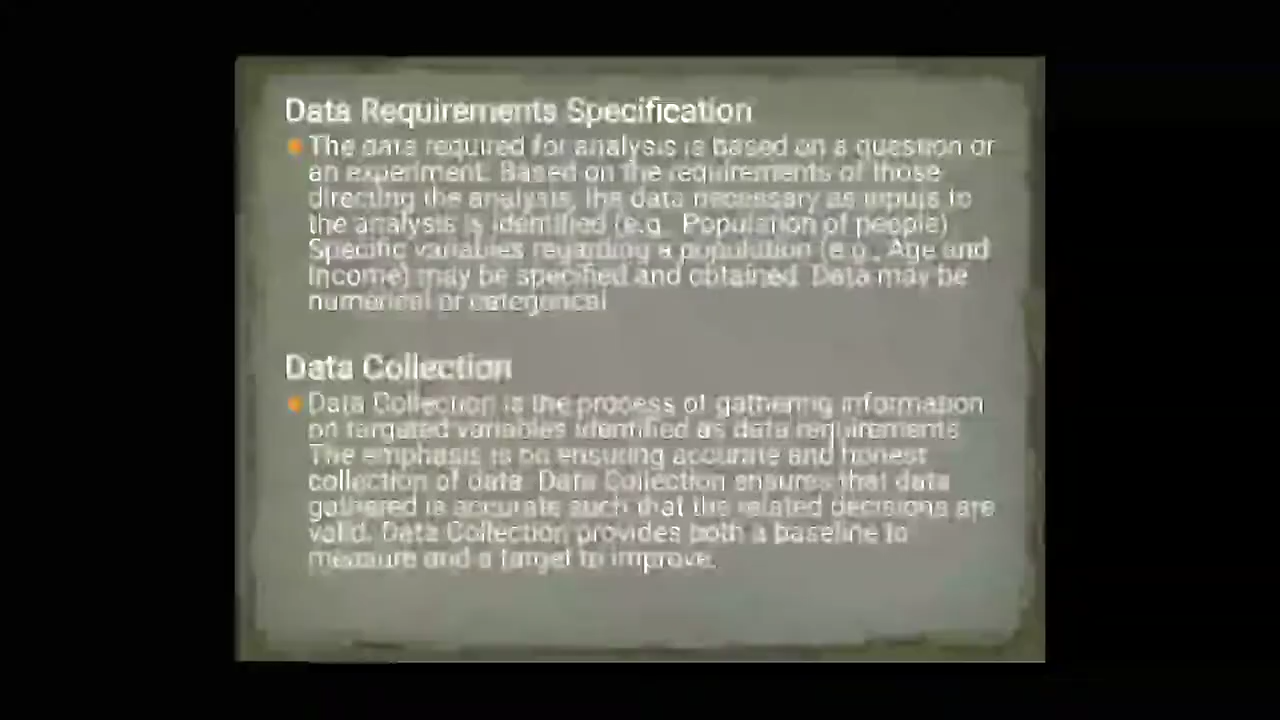 Data Requirements Specification
The data required for analysis is based on a question or
an experiment. Based on the requirements of those
directing the analysis, the data necessary as inputs to
the analysis is identified (e.g., Population of people)
Specific variables regarding a population (e.g., Age and
Income) may be specified and obtained. Data may be
numerical or categorical
Data Collection
Data Collection is the process of gathering information
on targeted variables identified as data requirements
The emphasis is on ensuring accurate and honest
collection of data. Data Collection ensures that data
gathered is accurate such that the related decisions are
valid. Data Collection provides both a baseline to
measure and a target to improve.